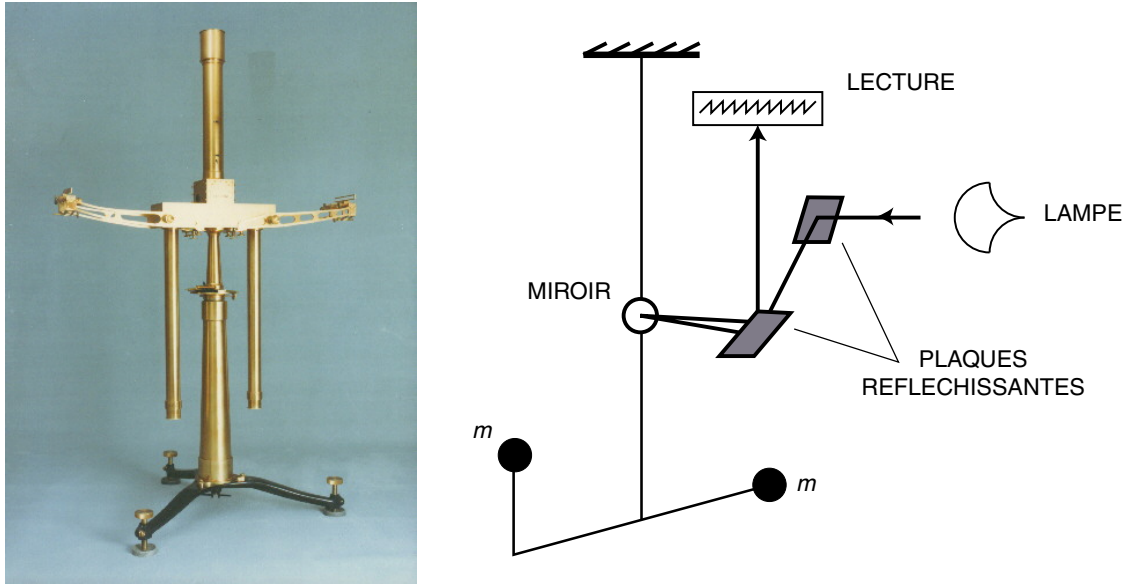 LECTURE
LAMPE
MIROIR
PLAQUES
REFLECHISSANTES
m
m